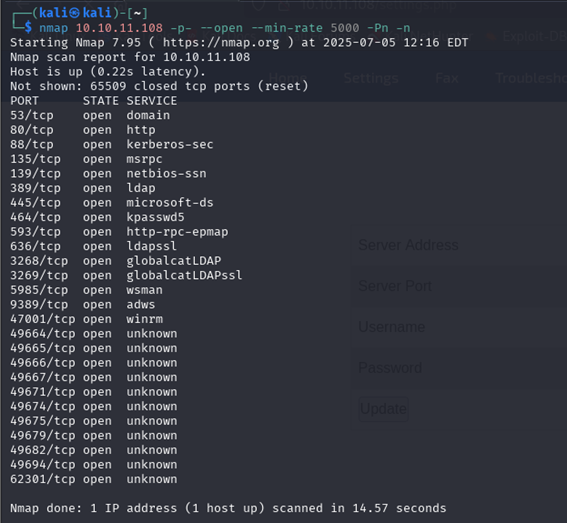 ┌──(kali㉿kali)-[~]
└─$ nmap 10.10.11.108 -p- --open --min-rate 5000 -Pn -n
Starting Nmap 7.95 ( https://nmap.org ) at 2025-07-05 12:16 EDT
Nmap scan report for 10.10.11.108
Host is up (0.22s latency).
Not shown: 65509 closed tcp ports (reset)
PORT      STATE SERVICE
53/tcp    open  domain
80/tcp    open  http
88/tcp    open  kerberos-sec
135/tcp   open  msrpc
139/tcp   open  netbios-ssn
389/tcp   open  ldap
445/tcp   open  microsoft-ds
464/tcp   open  kpasswd5
593/tcp   open  http-rpc-epmap
636/tcp   open  ldapssl
3268/tcp  open  globalcatLDAP
3269/tcp  open  globalcatLDAPssl
5985/tcp  open  wsman
9389/tcp  open  adws
47001/tcp open  winrm
49664/tcp open  unknown
49665/tcp open  unknown
49666/tcp open  unknown
49667/tcp open  unknown
49671/tcp open  unknown
49674/tcp open  unknown
49675/tcp open  unknown
49679/tcp open  unknown
49682/tcp open  unknown
49694/tcp open  unknown
62301/tcp open  unknown
Nmap done: 1 IP address (1 host up) scanned in 14.57 seconds
Home Settings Fax Troublesh
Server Address
Server Port
Username
Password
Update